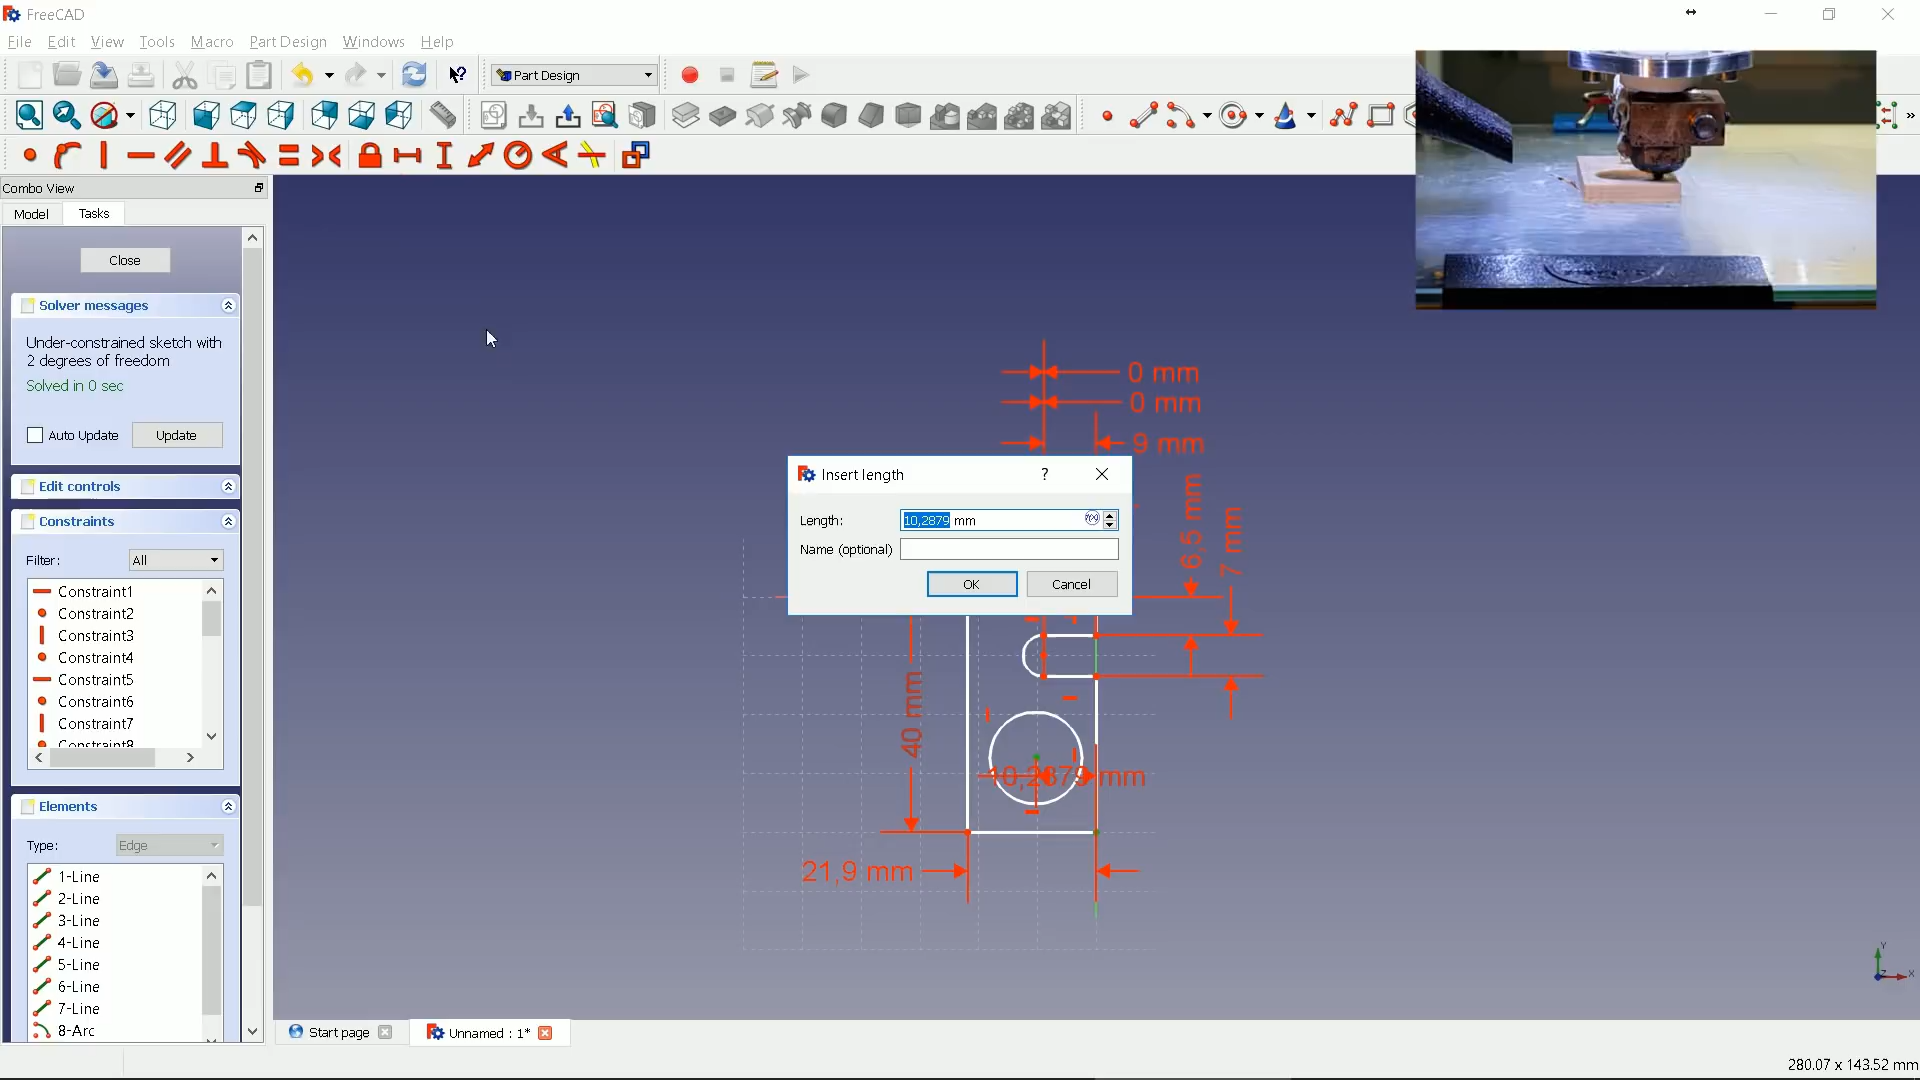 FreeCAD
File Edit View Tools Macro Part Design Windows Help
Part Design
Combo View
Model Tasks
Close
Solver messages
Under-constrained sketch with
2 degrees of freedom
Solved in 0 sec
Auto Update Update
Edit controls
Constraints
Filter: All
Constraint1
Constraint2
Constraint3
Constraint4
Constraint5
Constraint6
Constraint7
Constraint8
Elements
Type: Edge
1-Line
2-Line
3-Line
4-Line
5-Line
6-Line
7-Line
8-Arc
0 mm
0 mm
9 mm
Insert length ?
Length: 10,2879 mm
Name (optional)
OK Cancel
6,5 mm
7 mm
40 mm
10,2879 mm
21,9 mm
Y
Z
X
Start page
Unnamed : 1*
280.07 x 143.52 mm